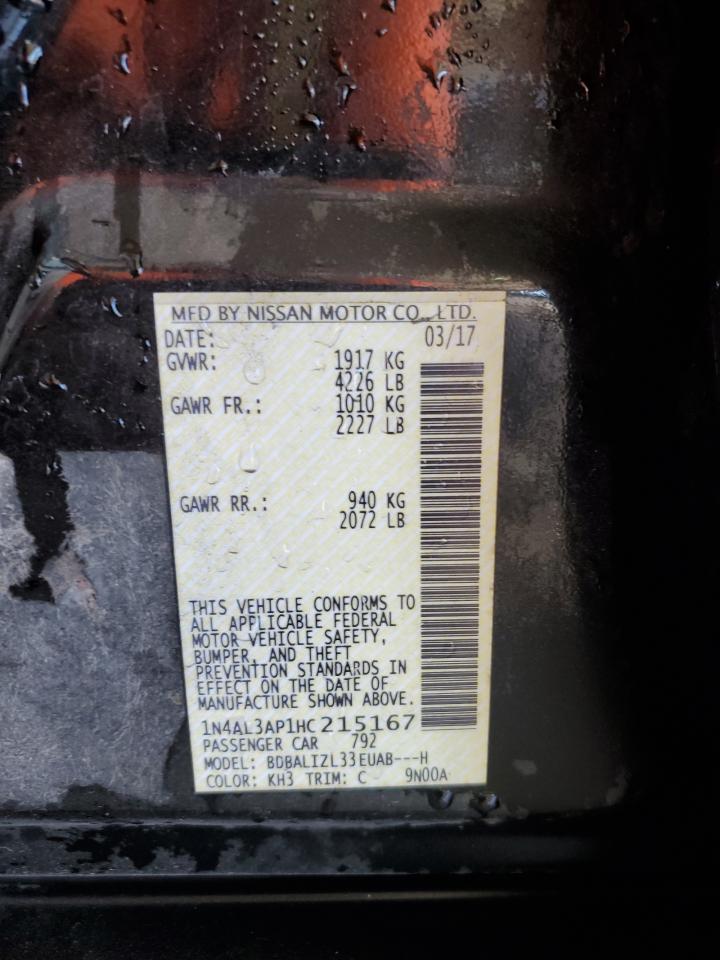 MFD BY NISSAN MOTOR CO., LTD.
DATE: 03/17
GVWR: 1917 KG
4226 LB
GAWR FR.: 1010 KG
2227 LB
GAWR RR.: 940 KG
2072 LB
THIS VEHICLE CONFORMS TO
ALL APPLICABLE FEDERAL
MOTOR VEHICLE SAFETY,
BUMPER, AND THEFT
PREVENTION STANDARDS IN
EFFECT ON THE DATE OF
MANUFACTURE SHOWN ABOVE.
1N4AL3AP1HC215167
PASSENGER CAR 792
MODEL: BDBALIZL33EUAB---H
COLOR: KH3 TRIM: C 9N00A